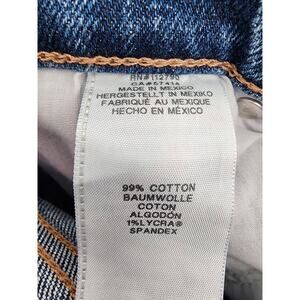 RN#112790
CA#57414
MADE IN MEXICO
HERGESTELLT IN MEXIKO
FABRIQUÉ AU MEXIQUE
HECHO EN MÉXICO
99% COTTON
BAUMWOLLE
COTON
ALGODÓN
1% LYCRA®
SPANDEX